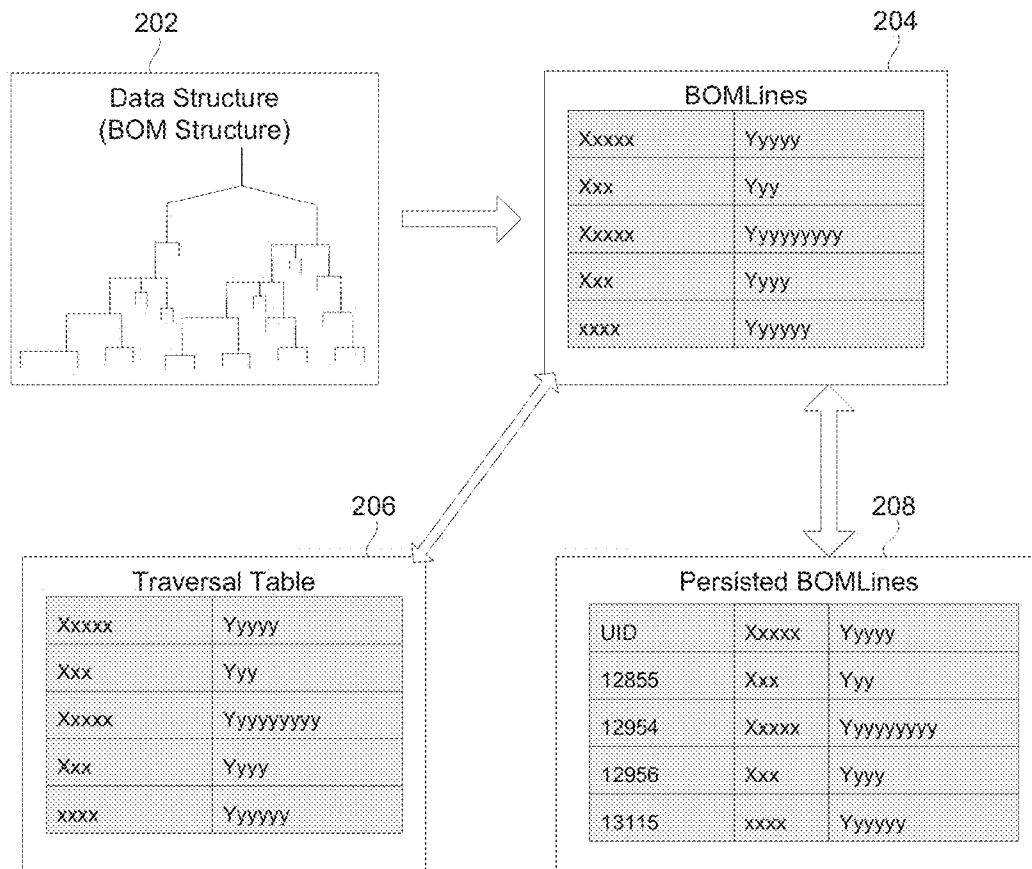 202
Data Structure
(BOM Structure)
204
BOMLines
Xxxxx Yyyyy
Xxx Yyy
Xxxxx Yyyyyyyyy
Xxx Yyyy
xxxx Yyyyyy
206
Traversal Table
Xxxxx Yyyyy
Xxx Yyy
Xxxxx Yyyyyyyyy
Xxx Yyyy
xxxx Yyyyyy
208
Persisted BOMLines
UID Xxxxx Yyyyy
12855 Xxx Yyy
12954 Xxxxx Yyyyyyyyy
12956 Xxx Yyyy
13115 xxxx Yyyyyy